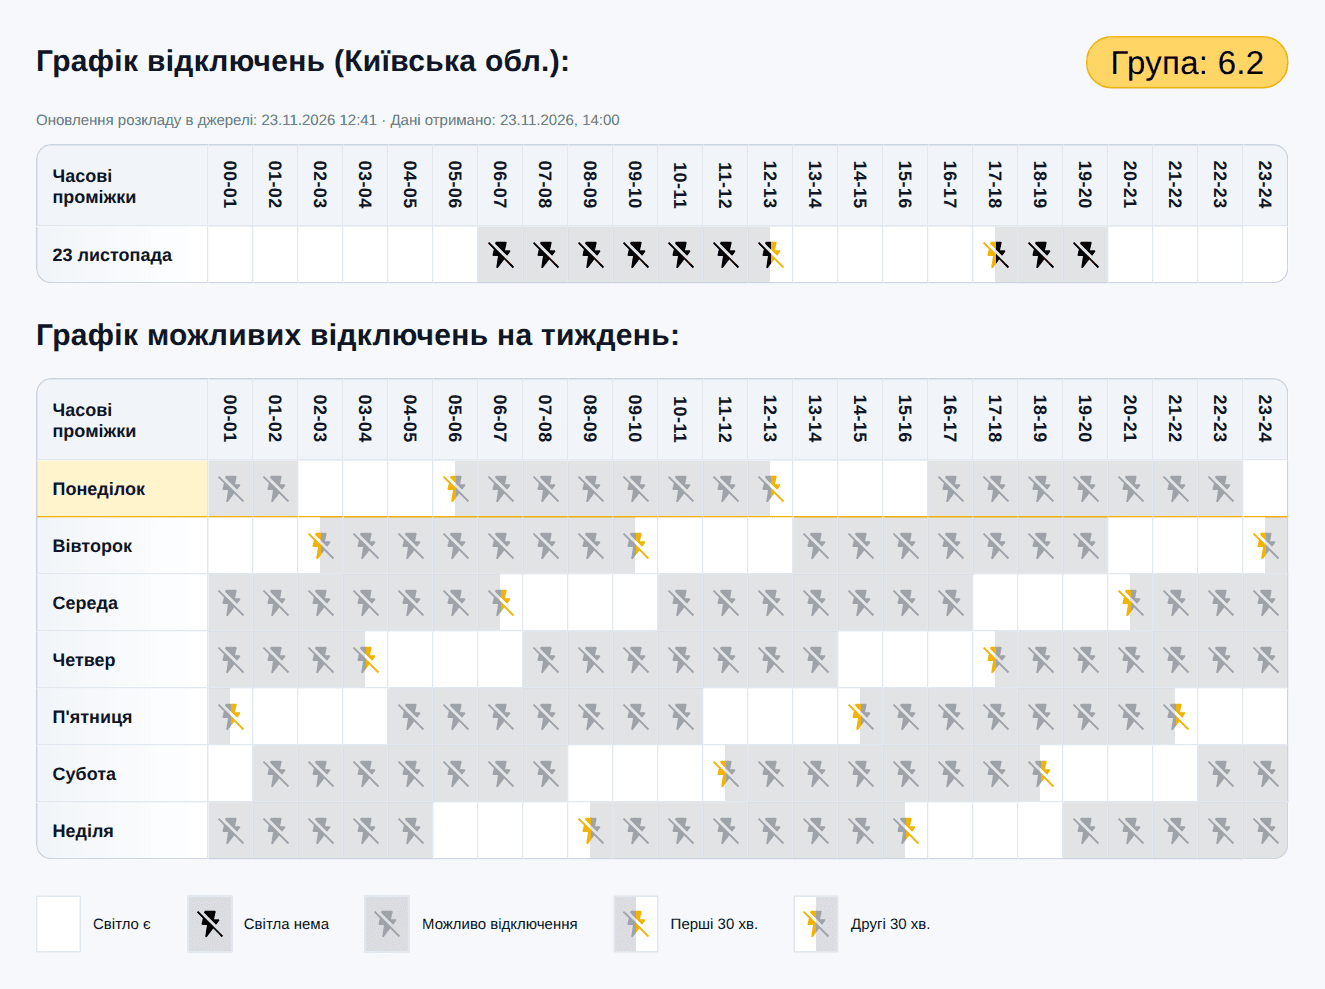 Графік відключень (Київська обл.):
Група: 6.2
Оновлення розкладу в джерелі: 23.11.2026 12:41 · Дані отримано: 23.11.2026, 14:00
Часові проміжки 00-01 01-02 02-03 03-04 04-05 05-06 06-07 07-08 08-09 09-10 10-11 11-12 12-13 13-14 14-15 15-16 16-17 17-18 18-19 19-20 20-21 21-22 22-23 23-24
23 листопада
Графік можливих відключень на тиждень:
Часові проміжки 00-01 01-02 02-03 03-04 04-05 05-06 06-07 07-08 08-09 09-10 10-11 11-12 12-13 13-14 14-15 15-16 16-17 17-18 18-19 19-20 20-21 21-22 22-23 23-24
Понеділок
Вівторок
Середа
Четвер
П'ятниця
Субота
Неділя
Світло є Світла нема Можливо відключення Перші 30 хв. Другі 30 хв.